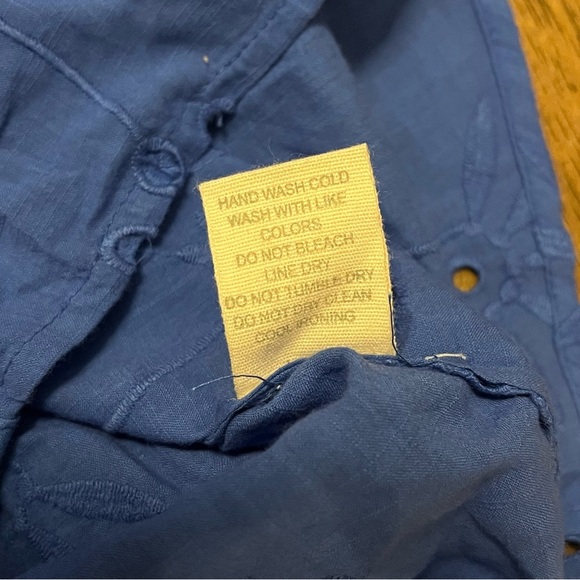 HAND WASH COLD
WASH WITH LIKE
COLORS
DO NOT BLEACH
LINE DRY
DO NOT TUMBLE DRY
DO MOT DRY CLEAN
COOL IRONING